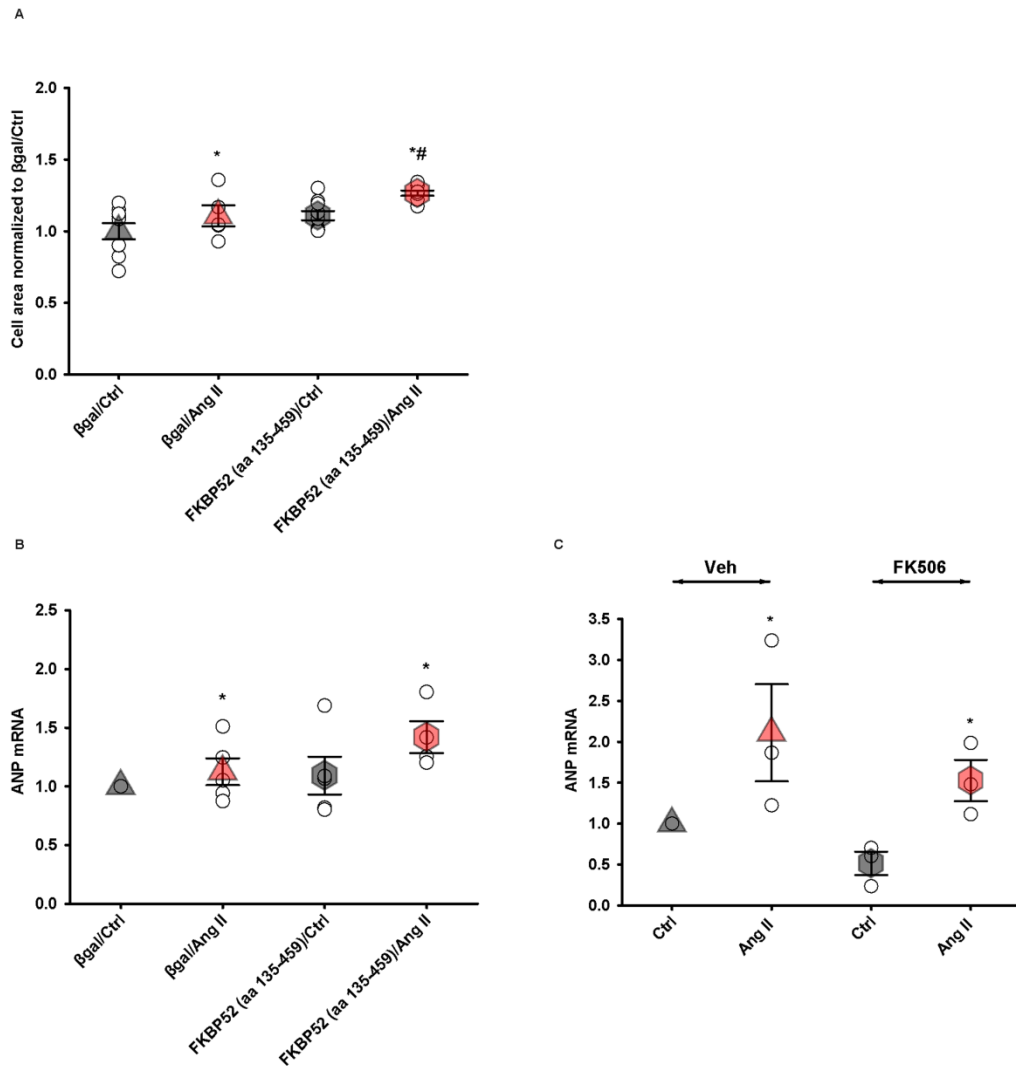 A
Cell area normalized to βgal/Ctrl
2.0
1.5
1.0
0.5
0.0
*
*#
βgal/Ctrl
βgal/Ang II
FKBP52 (aa 135-459)/Ctrl
FKBP52 (aa 135-459)/Ang II
B
ANP mRNA
2.5
2.0
1.5
1.0
0.5
0.0
*
*
βgal/Ctrl
βgal/Ang II
FKBP52 (aa 135-459)/Ctrl
FKBP52 (aa 135-459)/Ang II
C
Veh
FK506
ANP mRNA
3.5
3.0
2.5
2.0
1.5
1.0
0.5
0.0
*
*
Ctrl
Ang II
Ctrl
Ang II